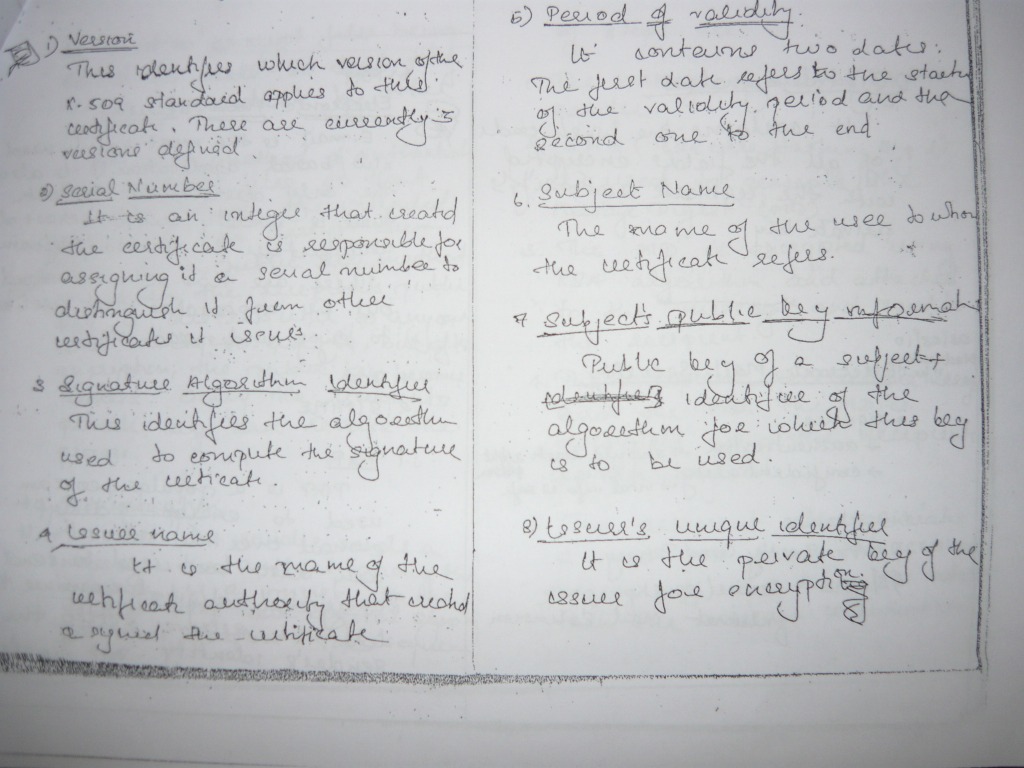 1) Version
This identifies which version of the
X.509 standard applies to this
certificate. There are currently 3
versions defined.
2) Serial Number
It is an integer that created
the certificate is responsible for
assigning it a serial number to
distinguish it from other
certificates it issues.
3 Signature Algorithm Identifier
This identifies the algorithm
used to compute the signature
of the certicate.
4 Issuer name
It is the name of the
certificate authority that created
& signed the certificate
5) Period of validity
It contains two dates.
The first date refers to the start
of the validity period and the
second one to the end
6. Subject Name
The name of the user to whom
the certificate refers.
7 Subject's public key informati
Public key of a subject +
identifier of the
algorithm for which this key
is to be used.
8) Issuer's unique identifier
It is the private key of the
issuer for encryption